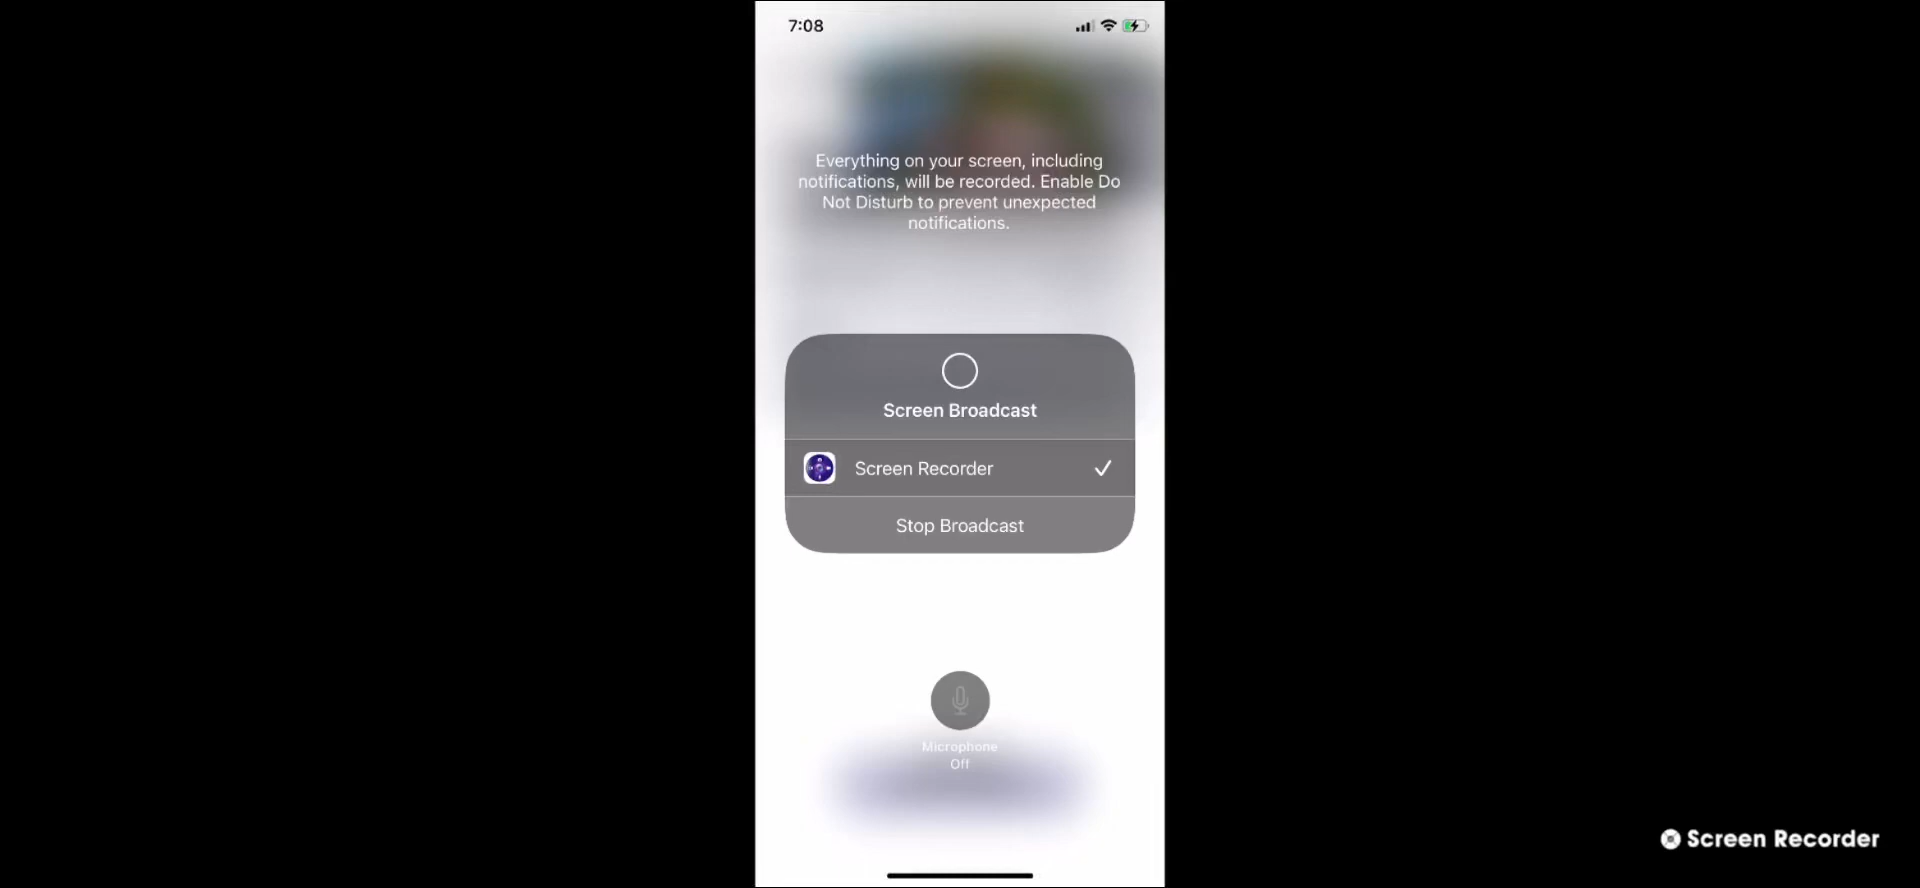 7:08
Everything on your screen, including
notifications, will be recorded. Enable Do
Not Disturb to prevent unexpected
notifications.
Screen Broadcast
Screen Recorder
Stop Broadcast
Microphone
Off
Screen Recorder